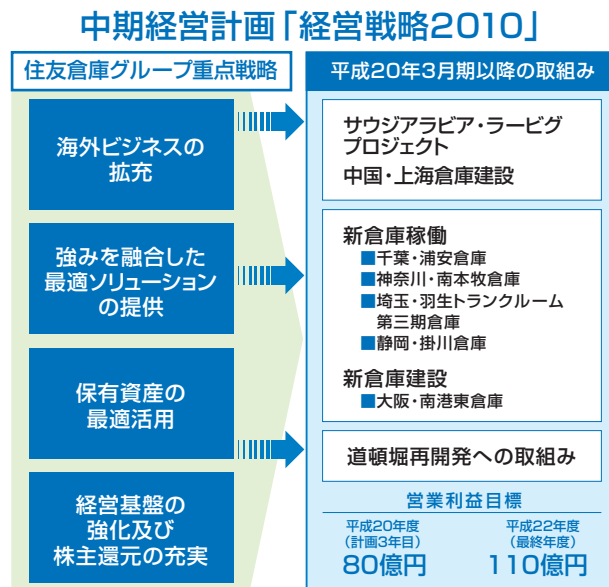 中期経営計画「経営戦略2010」
住友倉庫グループ重点戦略
海外ビジネスの
拡充
強みを融合した
最適ソリューション
の提供
保有資産の
最適活用
経営基盤の
強化及び
株主還元の充実
平成20年3月期以降の取組み
サウジアラビア・ラービグ
プロジェクト
中国・上海倉庫建設
新倉庫稼働
■千葉・浦安倉庫
■神奈川・南本牧倉庫
■埼玉・羽生トランクルーム
第三期倉庫
■静岡・掛川倉庫
新倉庫建設
■大阪・南港東倉庫
道頓堀再開発への取組み
営業利益目標
平成20年度
(計画3年目)
80億円
平成22年度
(最終年度)
110億円